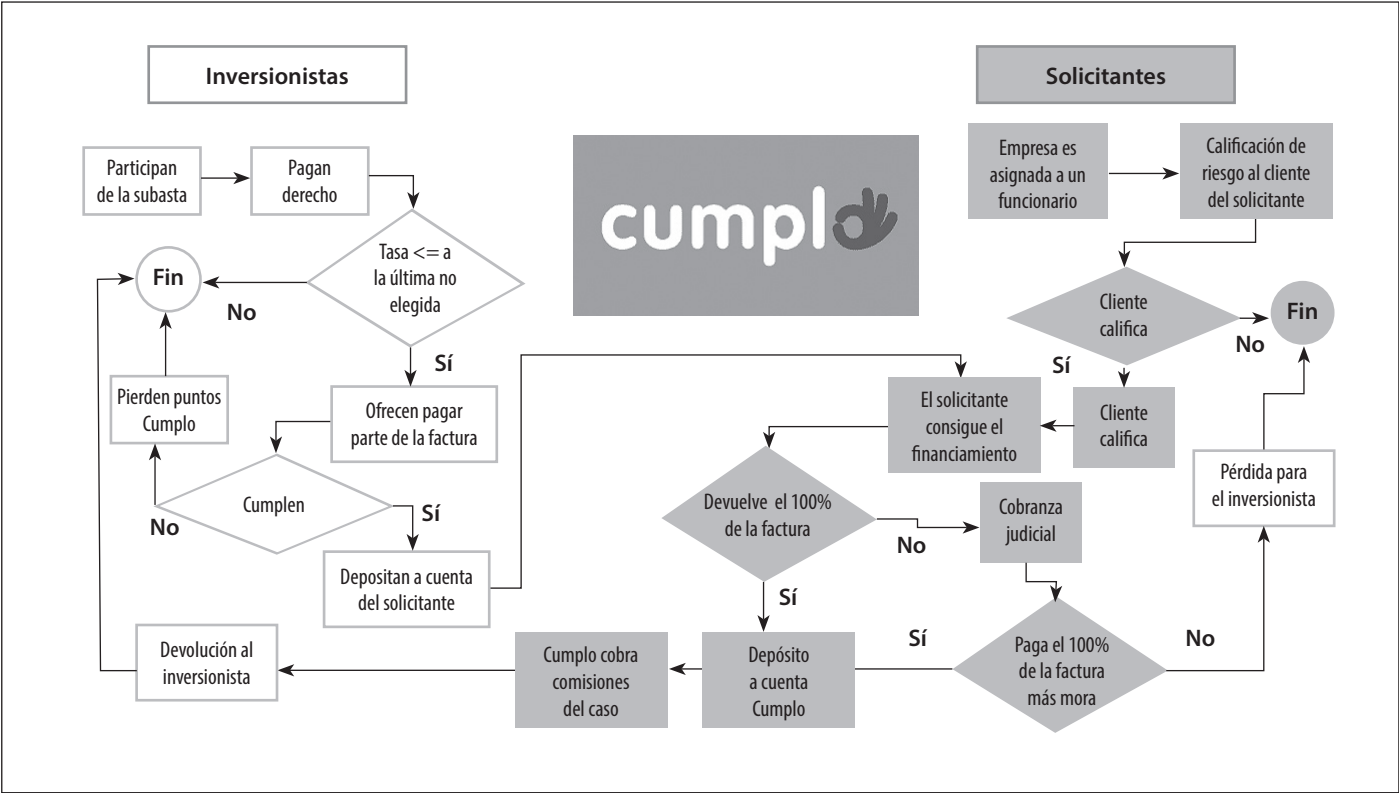 Inversionistas
Solicitantes
Participan
de la subasta
Pagan
derecho
Tasa <= a
la última no
elegida
Fin
No
Sí
Pierden puntos
Cumplo
Ofrecen pagar
parte de la factura
Cumplen
No
Sí
Depositan a cuenta
del solicitante
Devolución al
inversionista
cumplo
Empresa es
asignada a un
funcionario
Calificación de
riesgo al cliente
del solicitante
Cliente
califica
Fin
No
Sí
Cliente
califica
El solicitante
consigue el
financiamiento
Devuelve el 100%
de la factura
No
Sí
Cobranza
judicial
Pérdida para
el inversionista
Paga el 100%
de la factura
más mora
Sí
No
Depósito
a cuenta
Cumplo
Cumplo cobra
comisiones
del caso